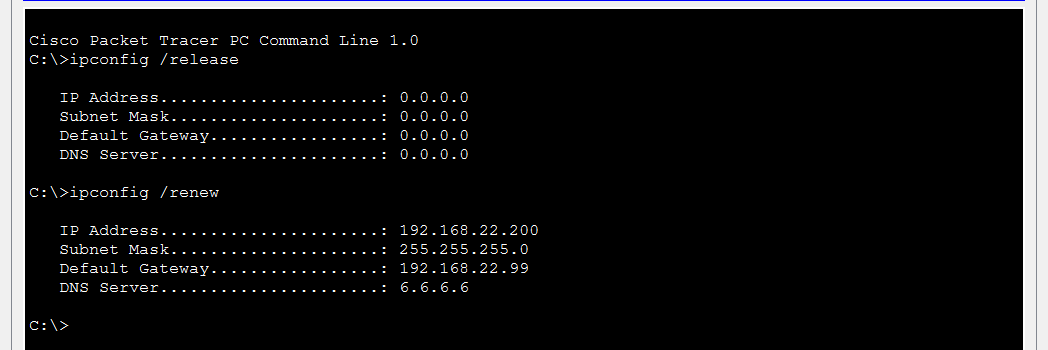 Cisco Packet Tracer PC Command Line 1.0
C:\>ipconfig /release
IP Address......................: 0.0.0.0
Subnet Mask.....................: 0.0.0.0
Default Gateway.................: 0.0.0.0
DNS Server......................: 0.0.0.0
C:\>ipconfig /renew
IP Address......................: 192.168.22.200
Subnet Mask.....................: 255.255.255.0
Default Gateway.................: 192.168.22.99
DNS Server......................: 6.6.6.6
C:\>